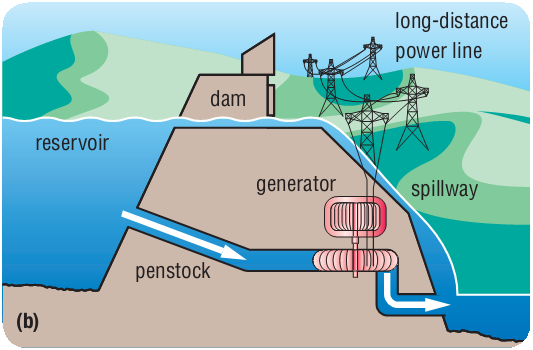 long-distance
power line
dam
reservoir
generator
spillway
penstock
(b)